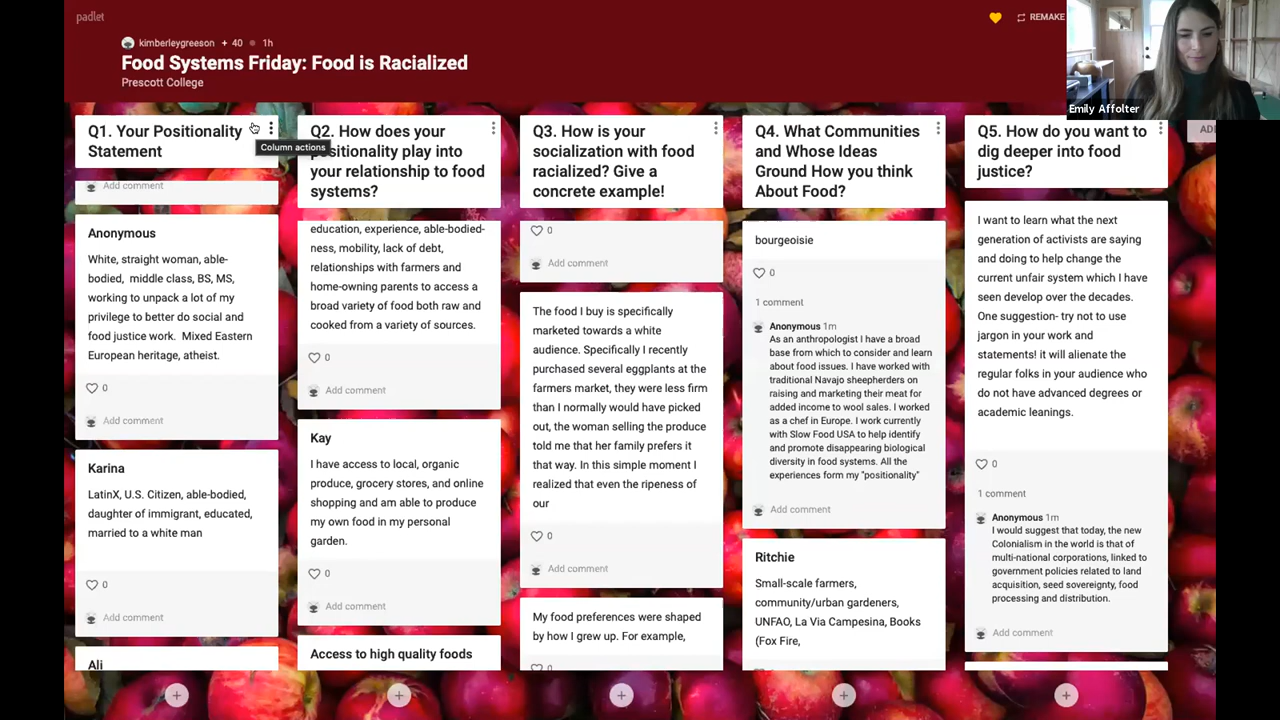 padlet
REMAKE
kimberleygreeson + 40 1h
Food Systems Friday: Food is Racialized
Prescott College
Emily Affolter
Q1. Your Positionality
Statement
Column actions
Add comment
Anonymous
White, straight woman, able-
bodied, middle class, BS, MS,
working to unpack a lot of my
privilege to better do social and
food justice work. Mixed Eastern
European heritage, atheist.
0
Add comment
Karina
LatinX, U.S. Citizen, able-bodied,
daughter of immigrant, educated,
married to a white man
0
Add comment
Ali
Q2. How does your
positionality play into
your relationship to food
systems?
education, experience, able-bodied-
ness, mobility, lack of debt,
relationships with farmers and
home-owning parents to access a
broad variety of food both raw and
cooked from a variety of sources.
0
Add comment
Kay
I have access to local, organic
produce, grocery stores, and online
shopping and am able to produce
my own food in my personal
garden.
0
Add comment
Access to high quality foods
Q3. How is your
socialization with food
racialized? Give a
concrete example!
0
Add comment
The food I buy is specifically
marketed towards a white
audience. Specifically I recently
purchased several eggplants at the
farmers market, they were less firm
than I normally would have picked
out, the woman selling the produce
told me that her family prefers it
that way. In this simple moment I
realized that even the ripeness of
our
0
Add comment
My food preferences were shaped
by how I grew up. For example,
0
Q4. What Communities
and Whose Ideas
Ground How you think
About Food?
bourgeoisie
0
1 comment
Anonymous 1m
As an anthropologist I have a broad
base from which to consider and learn
about food issues. I have worked with
traditional Navajo sheepherders on
raising and marketing their meat for
added income to wool sales. I worked
as a chef in Europe. I work currently
with Slow Food USA to help identify
and promote disappearing biological
diversity in food systems. All the
experiences form my "positionality"
Add comment
Ritchie
Small-scale farmers,
community/urban gardeners,
UNFAO, La Via Campesina, Books
(Fox Fire,
Q5. How do you want to
dig deeper into food
justice?
I want to learn what the next
generation of activists are saying
and doing to help change the
current unfair system which I have
seen develop over the decades.
One suggestion- try not to use
jargon in your work and
statements! it will alienate the
regular folks in your audience who
do not have advanced degrees or
academic leanings.
0
1 comment
Anonymous 1m
I would suggest that today, the new
Colonialism in the world is that of
multi-national corporations, linked to
government policies related to land
acquisition, seed sovereignty, food
processing and distribution.
Add comment